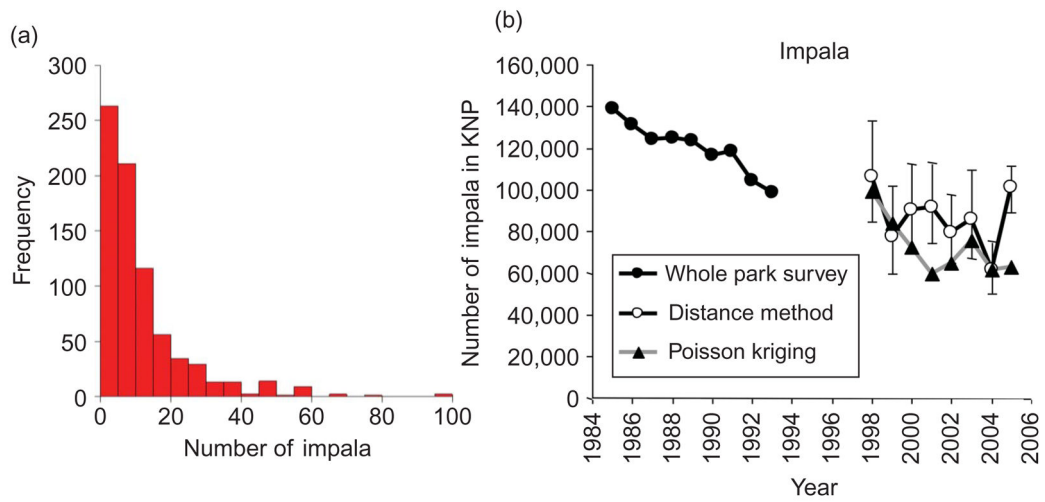 (a)
300
250
200
150
100
50
0
Frequency
0 20 40 60 80 100
Number of impala
(b)
Impala
160,000
140,000
120,000
100,000
80,000
60,000
40,000
20,000
0
Number of impala in KNP
Whole park survey
Distance method
Poisson kriging
1984 1986 1988 1990 1992 1994 1996 1998 2000 2002 2004 2006
Year